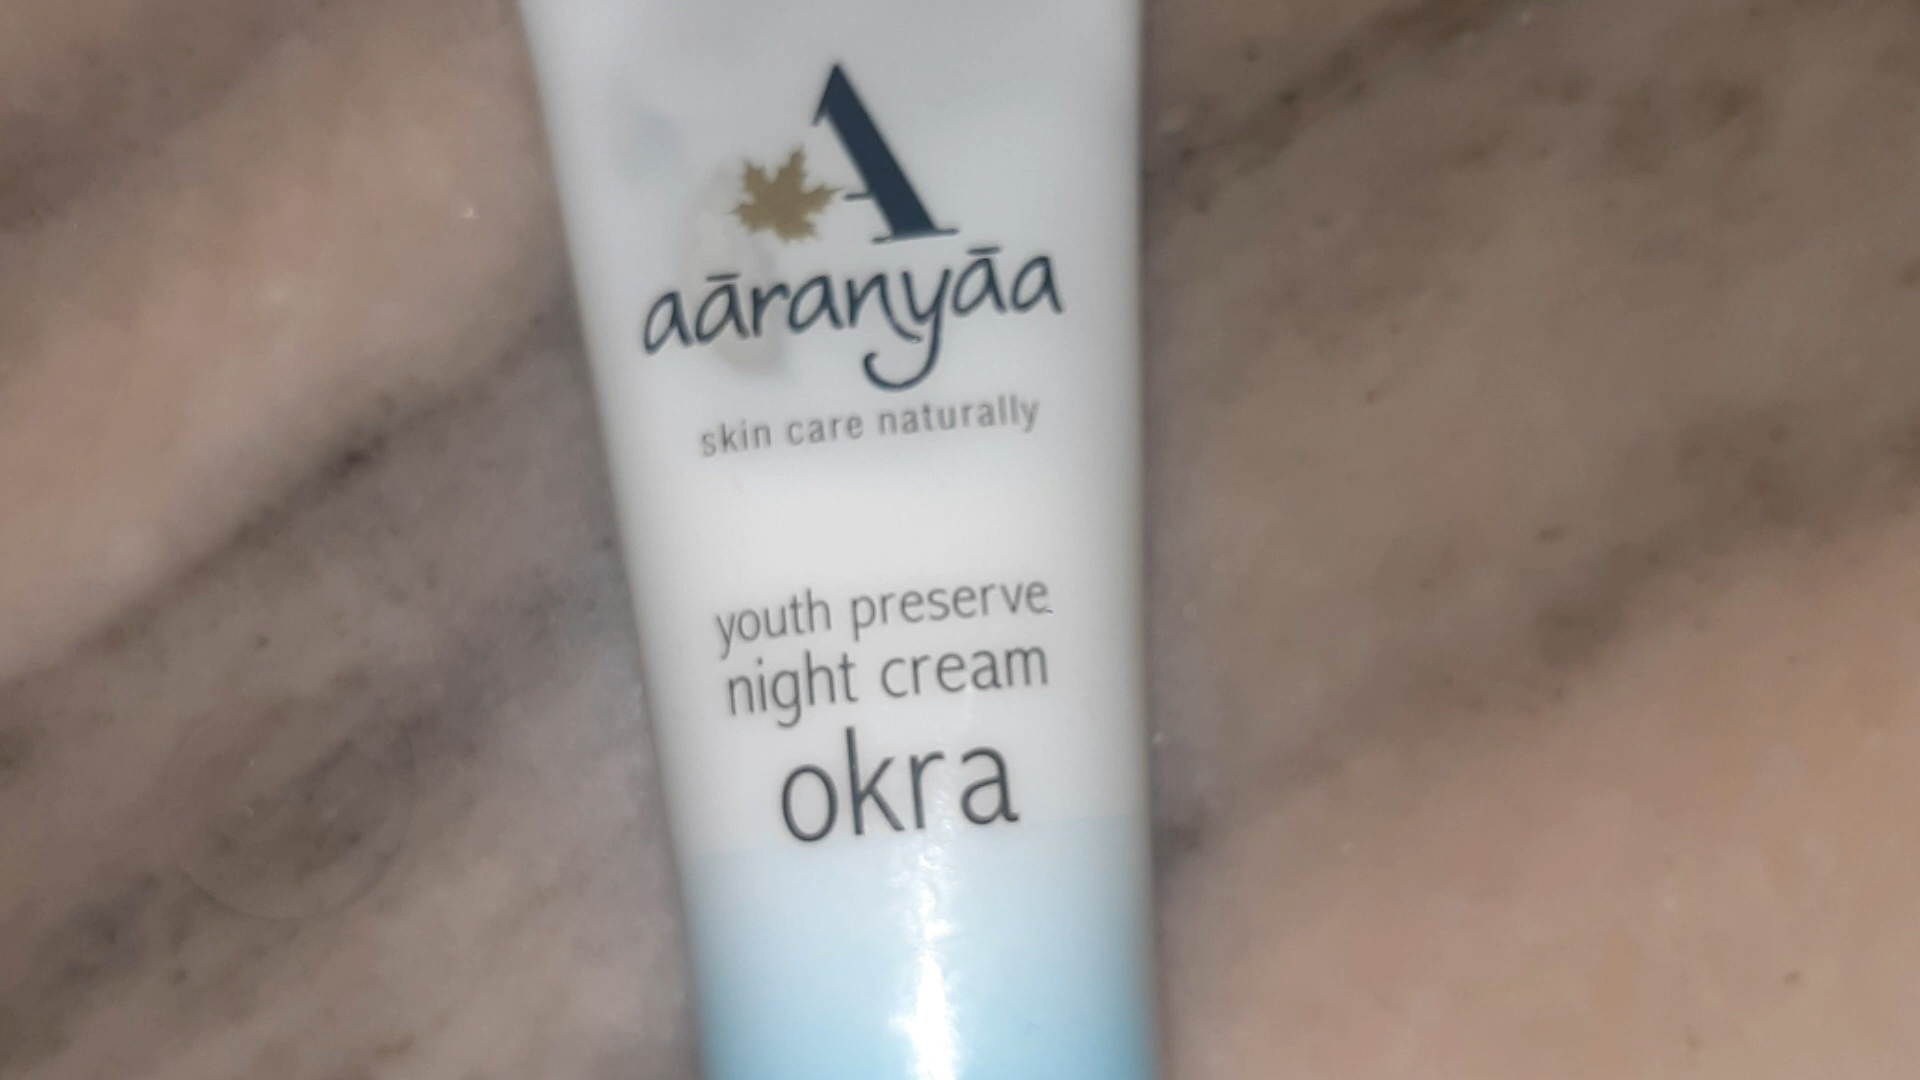 A
aāranyāa
skin care naturally
youth preserve
night cream
okra